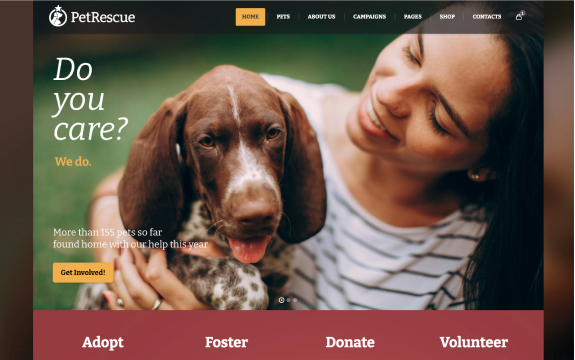 PetRescue
HOME
PETS
ABOUT US
CAMPAIGNS
PAGES
SHOP
CONTACTS
Do
you
care?
We do.
More than 155 pets so far
found home with our help this year
Get Involved!
Adopt
Foster
Donate
Volunteer